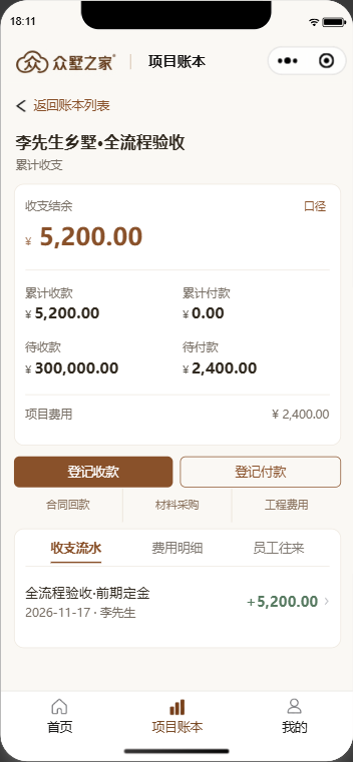 18:11
众墅之家 项目账本
返回账本列表
李先生乡墅·全流程验收
累计收支
收支结余 口径
¥ 5,200.00
累计收款 累计付款
¥ 5,200.00 ¥ 0.00
待收款 待付款
¥ 300,000.00 ¥ 2,400.00
项目费用 ¥ 2,400.00
登记收款 登记付款
合同回款 材料采购 工程费用
收支流水 费用明细 员工往来
全流程验收·前期定金
+5,200.00
2026-11-17 · 李先生
首页 项目账本 我的